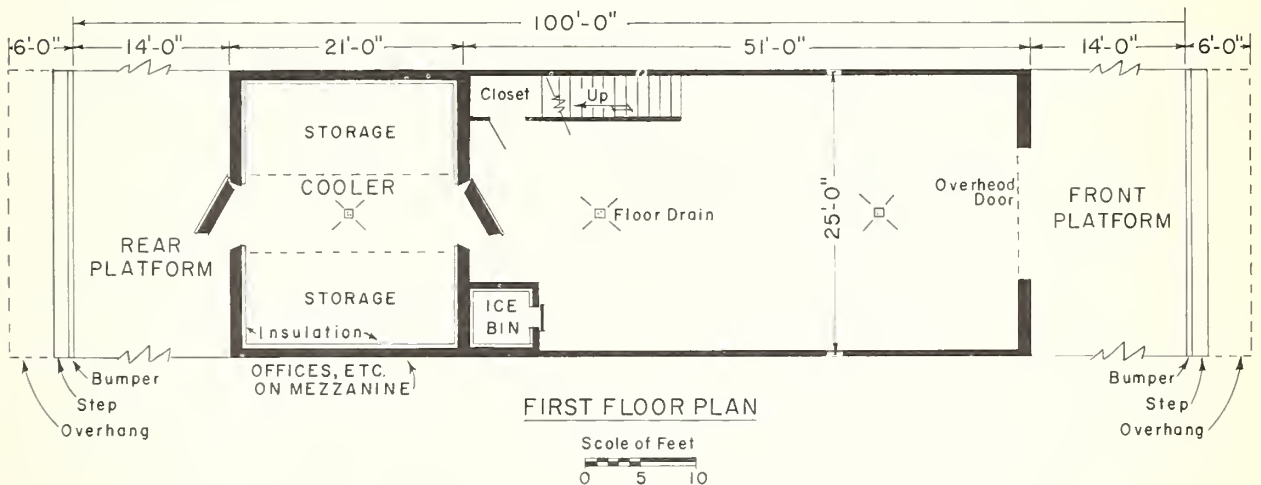 100'-0"
6'-0" 14'-0" 21'-0" 51'-0" 14'-0" 6'-0"
Closet
Up
STORAGE
COOLER
Overhead
Door
FRONT
PLATFORM
Floor Drain
25'-0"
REAR
PLATFORM
STORAGE
ICE
BIN
Insulation
Bumper
Step
Overhang
OFFICES, ETC.
ON MEZZANINE
Bumper
Step
Overhang
FIRST FLOOR PLAN
Scale of Feet
0 5 10